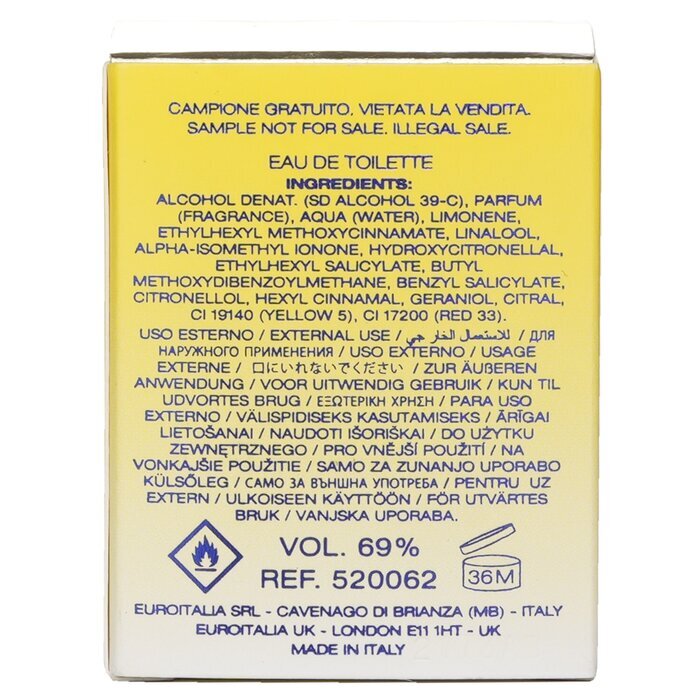 CAMPIONE GRATUITO, VIETATA LA VENDITA.
SAMPLE NOT FOR SALE. ILLEGAL SALE.
EAU DE TOILETTE
INGREDIENTS:
ALCOHOL DENAT. (SD ALCOHOL 39-C), PARFUM
(FRAGRANCE), AQUA (WATER), LIMONENE,
ETHYLHEXYL METHOXYCINNAMATE, LINALOOL,
ALPHA-ISOMETHYL IONONE, HYDROXYCITRONELLAL,
ETHYLHEXYL SALICYLATE, BUTYL
METHOXYDIBENZOYLMETHANE, BENZYL SALICYLATE,
CITRONELLOL, HEXYL CINNAMAL, GERANIOL, CITRAL,
CI 19140 (YELLOW 5), CI 17200 (RED 33).
USO ESTERNO / EXTERNAL USE / للاستعمال الخارجي / ДЛЯ
НАРУЖНОГО ПРИМЕНЕНИЯ / USO EXTERNO / USAGE
EXTERNE / 口にいれないでください / ZUR ÄUßEREN
ANWENDUNG / VOOR UITWENDIG GEBRUIK / KUN TIL
UDVORTES BRUG / ΕΞΩΤΕΡΙΚΗ ΧΡΗΣΗ / PARA USO
EXTERNO / VÄLISPIDISEKS KASUTAMISEKS / ĀRĪGAI
LIETOŠANAI / NAUDOTI IŠORIŠKAI / DO UŻYTKU
ZEWNĘTRZNEGO / PRO VNĚJŠÍ POUŽITÍ / NA
VONKAJŠIE POUŽITIE / SAMO ZA ZUNANJO UPORABO
KÜLSŐLEG / САМО ЗА ВЪНШНА УПОТРЕБА / PENTRU UZ
EXTERN / ULKOISEEN KÄYTTÖÖN / FÖR UTVÄRTES
BRUK / VANJSKA UPORABA.
VOL. 69%
REF. 520062
36M
EUROITALIA SRL - CAVENAGO DI BRIANZA (MB) - ITALY
EUROITALIA UK - LONDON E11 1HT - UK
MADE IN ITALY